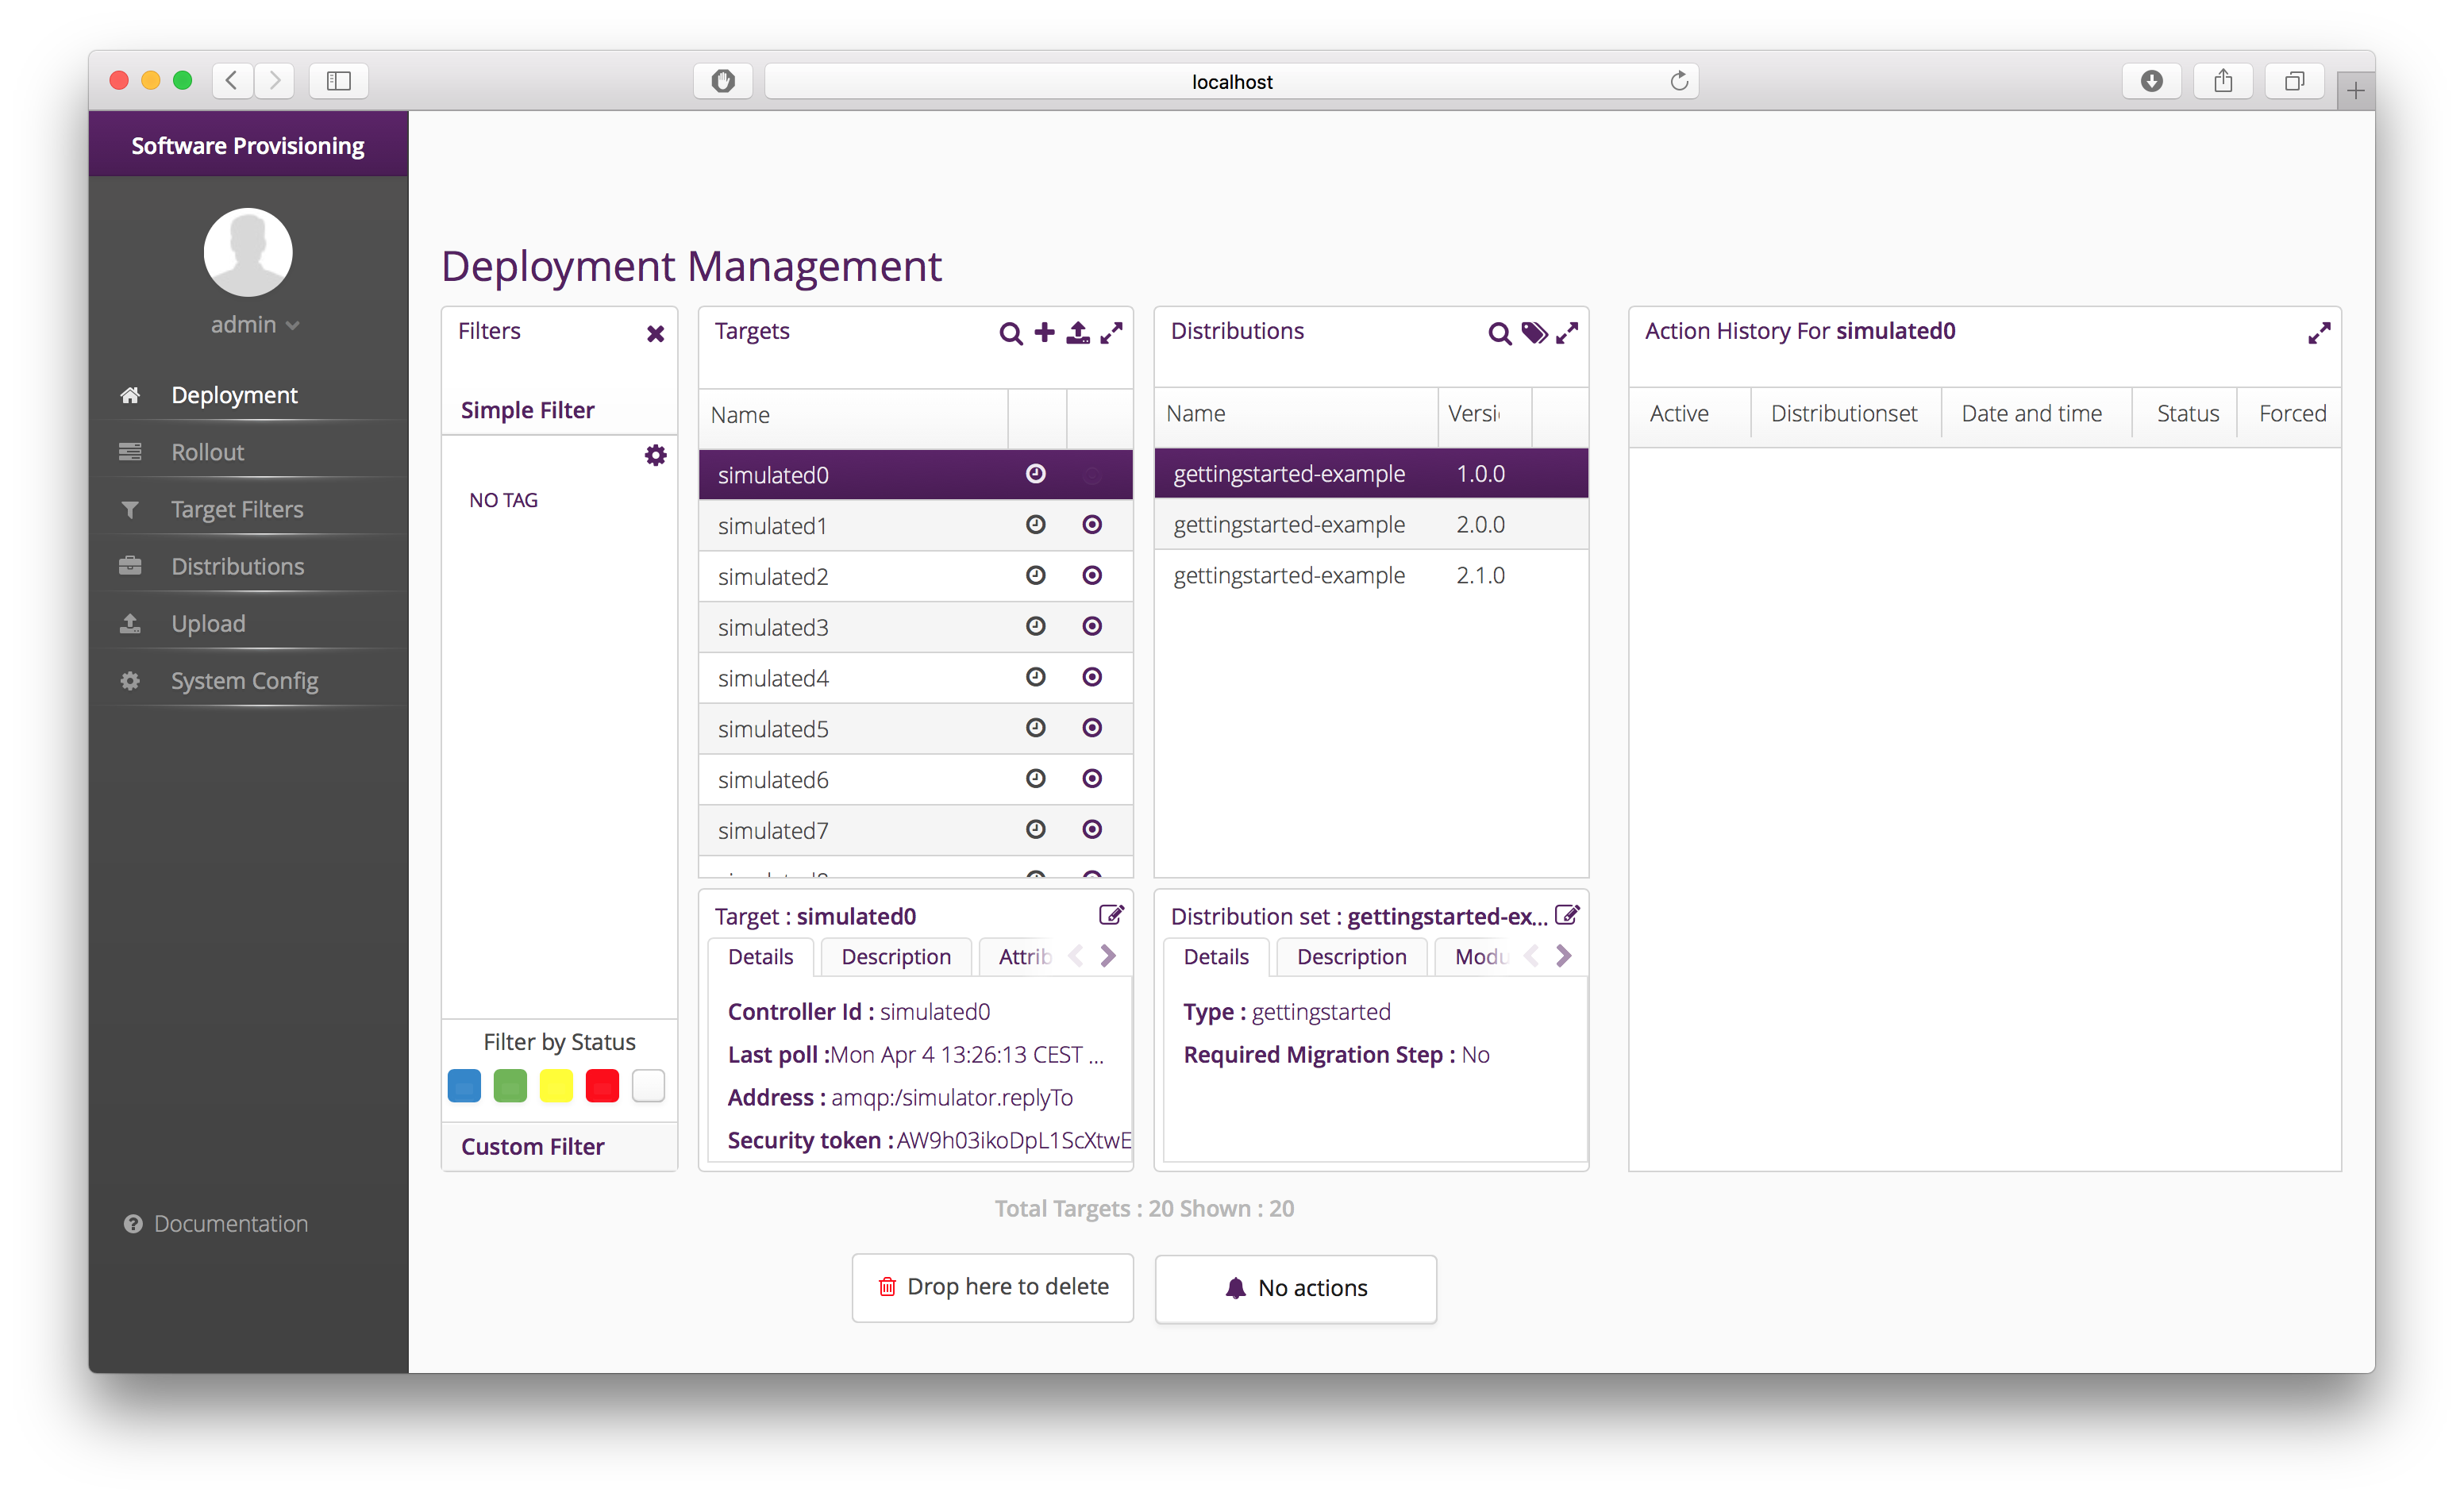 localhost
Software Provisioning
admin
Deployment
Rollout
Target Filters
Distributions
Upload
System Config
Documentation
Deployment Management
Filters
Simple Filter
NO TAG
Filter by Status
Custom Filter
Targets
Name
simulated0
simulated1
simulated2
simulated3
simulated4
simulated5
simulated6
simulated7
Target : simulated0
Details Description Attrib
Controller Id : simulated0
Last poll :Mon Apr 4 13:26:13 CEST ...
Address : amqp:/simulator.replyTo
Security token :AW9h03ikoDpL1ScXtwE
Distributions
Name Versi
gettingstarted-example 1.0.0
gettingstarted-example 2.0.0
gettingstarted-example 2.1.0
Distribution set : gettingstarted-ex...
Details Description Modu
Type : gettingstarted
Required Migration Step : No
Action History For simulated0
Active Distributionset Date and time Status Forced
Total Targets : 20 Shown : 20
Drop here to delete
No actions